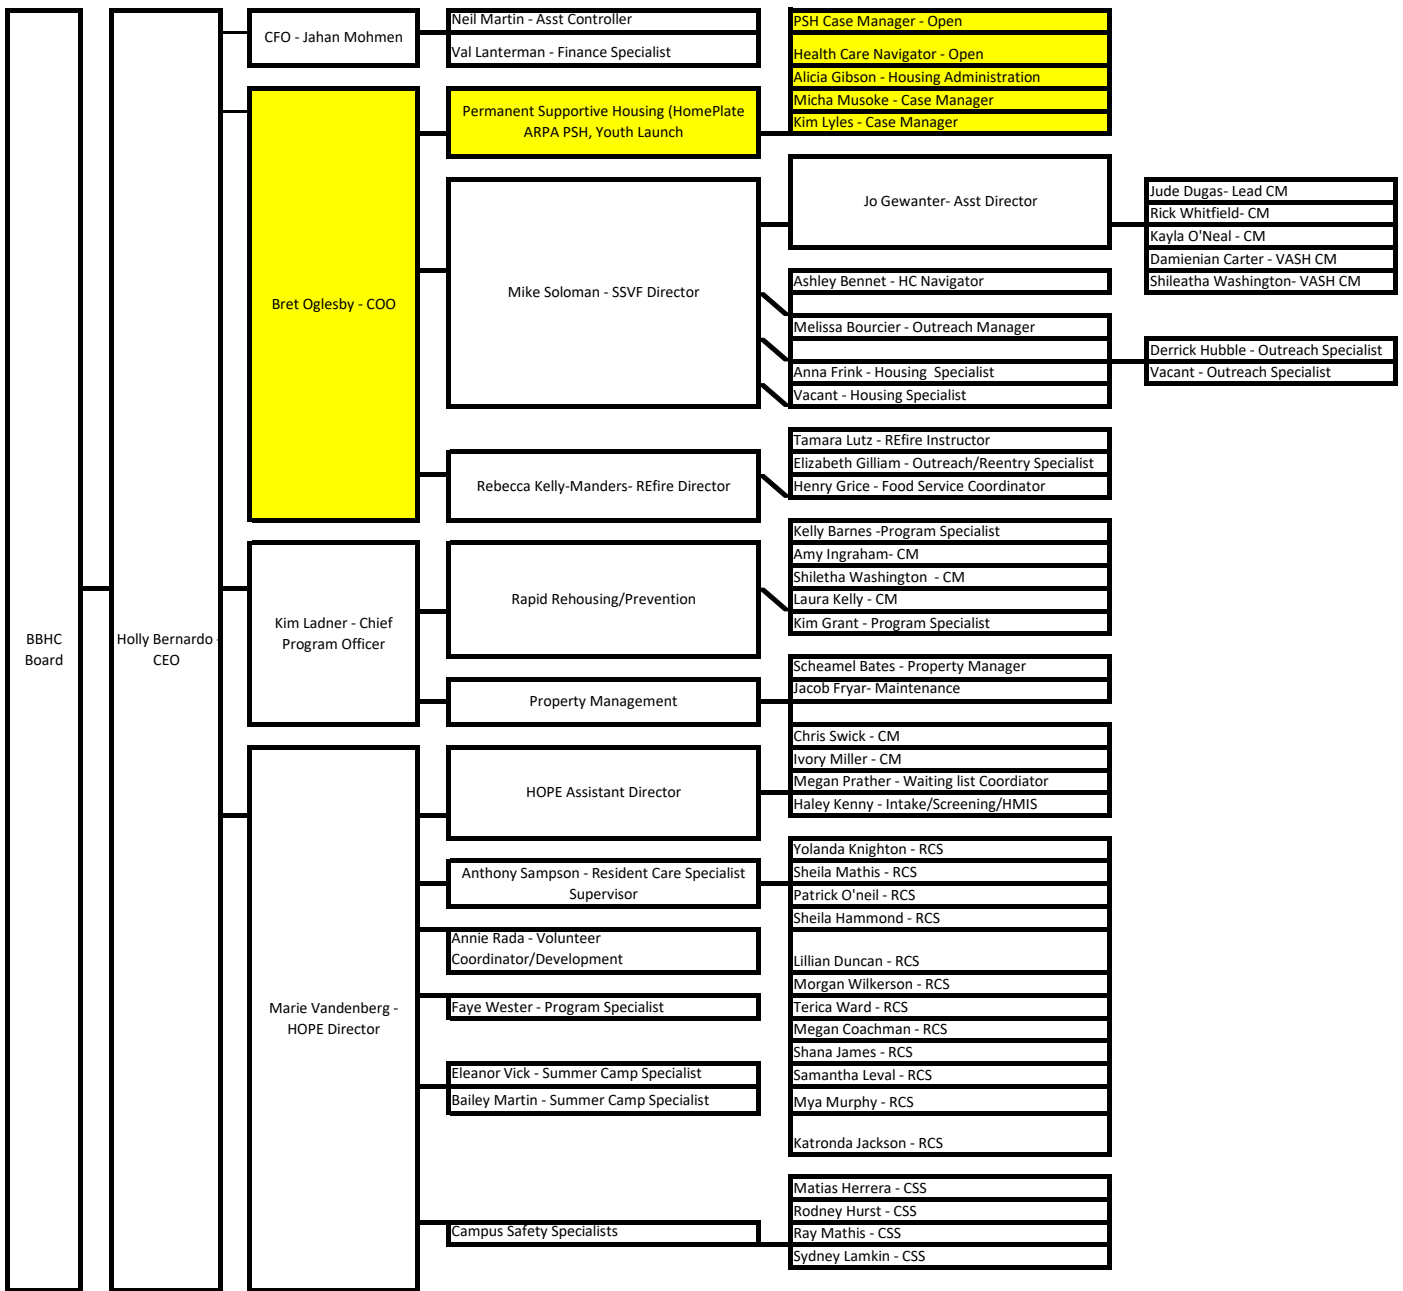 BBHC
Board
Holly Bernardo -
CEO
CFO - Jahan Mohmen
Neil Martin - Asst Controller
Val Lanterman - Finance Specialist
Bret Oglesby - COO
Permanent Supportive Housing (HomePlate
ARPA PSH, Youth Launch
PSH Case Manager - Open
Health Care Navigator - Open
Alicia Gibson - Housing Administration
Micha Musoke - Case Manager
Kim Lyles - Case Manager
Mike Soloman - SSVF Director
Jo Gewanter- Asst Director
Jude Dugas- Lead CM
Rick Whitfield- CM
Kayla O'Neal - CM
Damienian Carter - VASH CM
Shileatha Washington- VASH CM
Ashley Bennet - HC Navigator
Melissa Bourcier - Outreach Manager
Derrick Hubble - Outreach Specialist
Vacant - Outreach Specialist
Anna Frink - Housing  Specialist
Vacant - Housing Specialist
Rebecca Kelly-Manders- REfire Director
Tamara Lutz - REfire Instructor
Elizabeth Gilliam - Outreach/Reentry Specialist
Henry Grice - Food Service Coordinator
Kim Ladner - Chief
Program Officer
Rapid Rehousing/Prevention
Kelly Barnes -Program Specialist
Amy Ingraham- CM
Shiletha Washington  - CM
Laura Kelly - CM
Kim Grant - Program Specialist
Property Management
Scheamel Bates - Property Manager
Jacob Fryar- Maintenance
Marie Vandenberg -
HOPE Director
HOPE Assistant Director
Chris Swick - CM
Ivory Miller - CM
Megan Prather - Waiting list Coordiator
Haley Kenny - Intake/Screening/HMIS
Anthony Sampson - Resident Care Specialist
Supervisor
Yolanda Knighton - RCS
Sheila Mathis - RCS
Patrick O'neil - RCS
Sheila Hammond - RCS
Lillian Duncan - RCS
Morgan Wilkerson - RCS
Terica Ward - RCS
Megan Coachman - RCS
Shana James - RCS
Samantha Leval - RCS
Mya Murphy - RCS
Katronda Jackson - RCS
Annie Rada - Volunteer
Coordinator/Development
Faye Wester - Program Specialist
Eleanor Vick - Summer Camp Specialist
Bailey Martin - Summer Camp Specialist
Campus Safety Specialists
Matias Herrera - CSS
Rodney Hurst - CSS
Ray Mathis - CSS
Sydney Lamkin - CSS